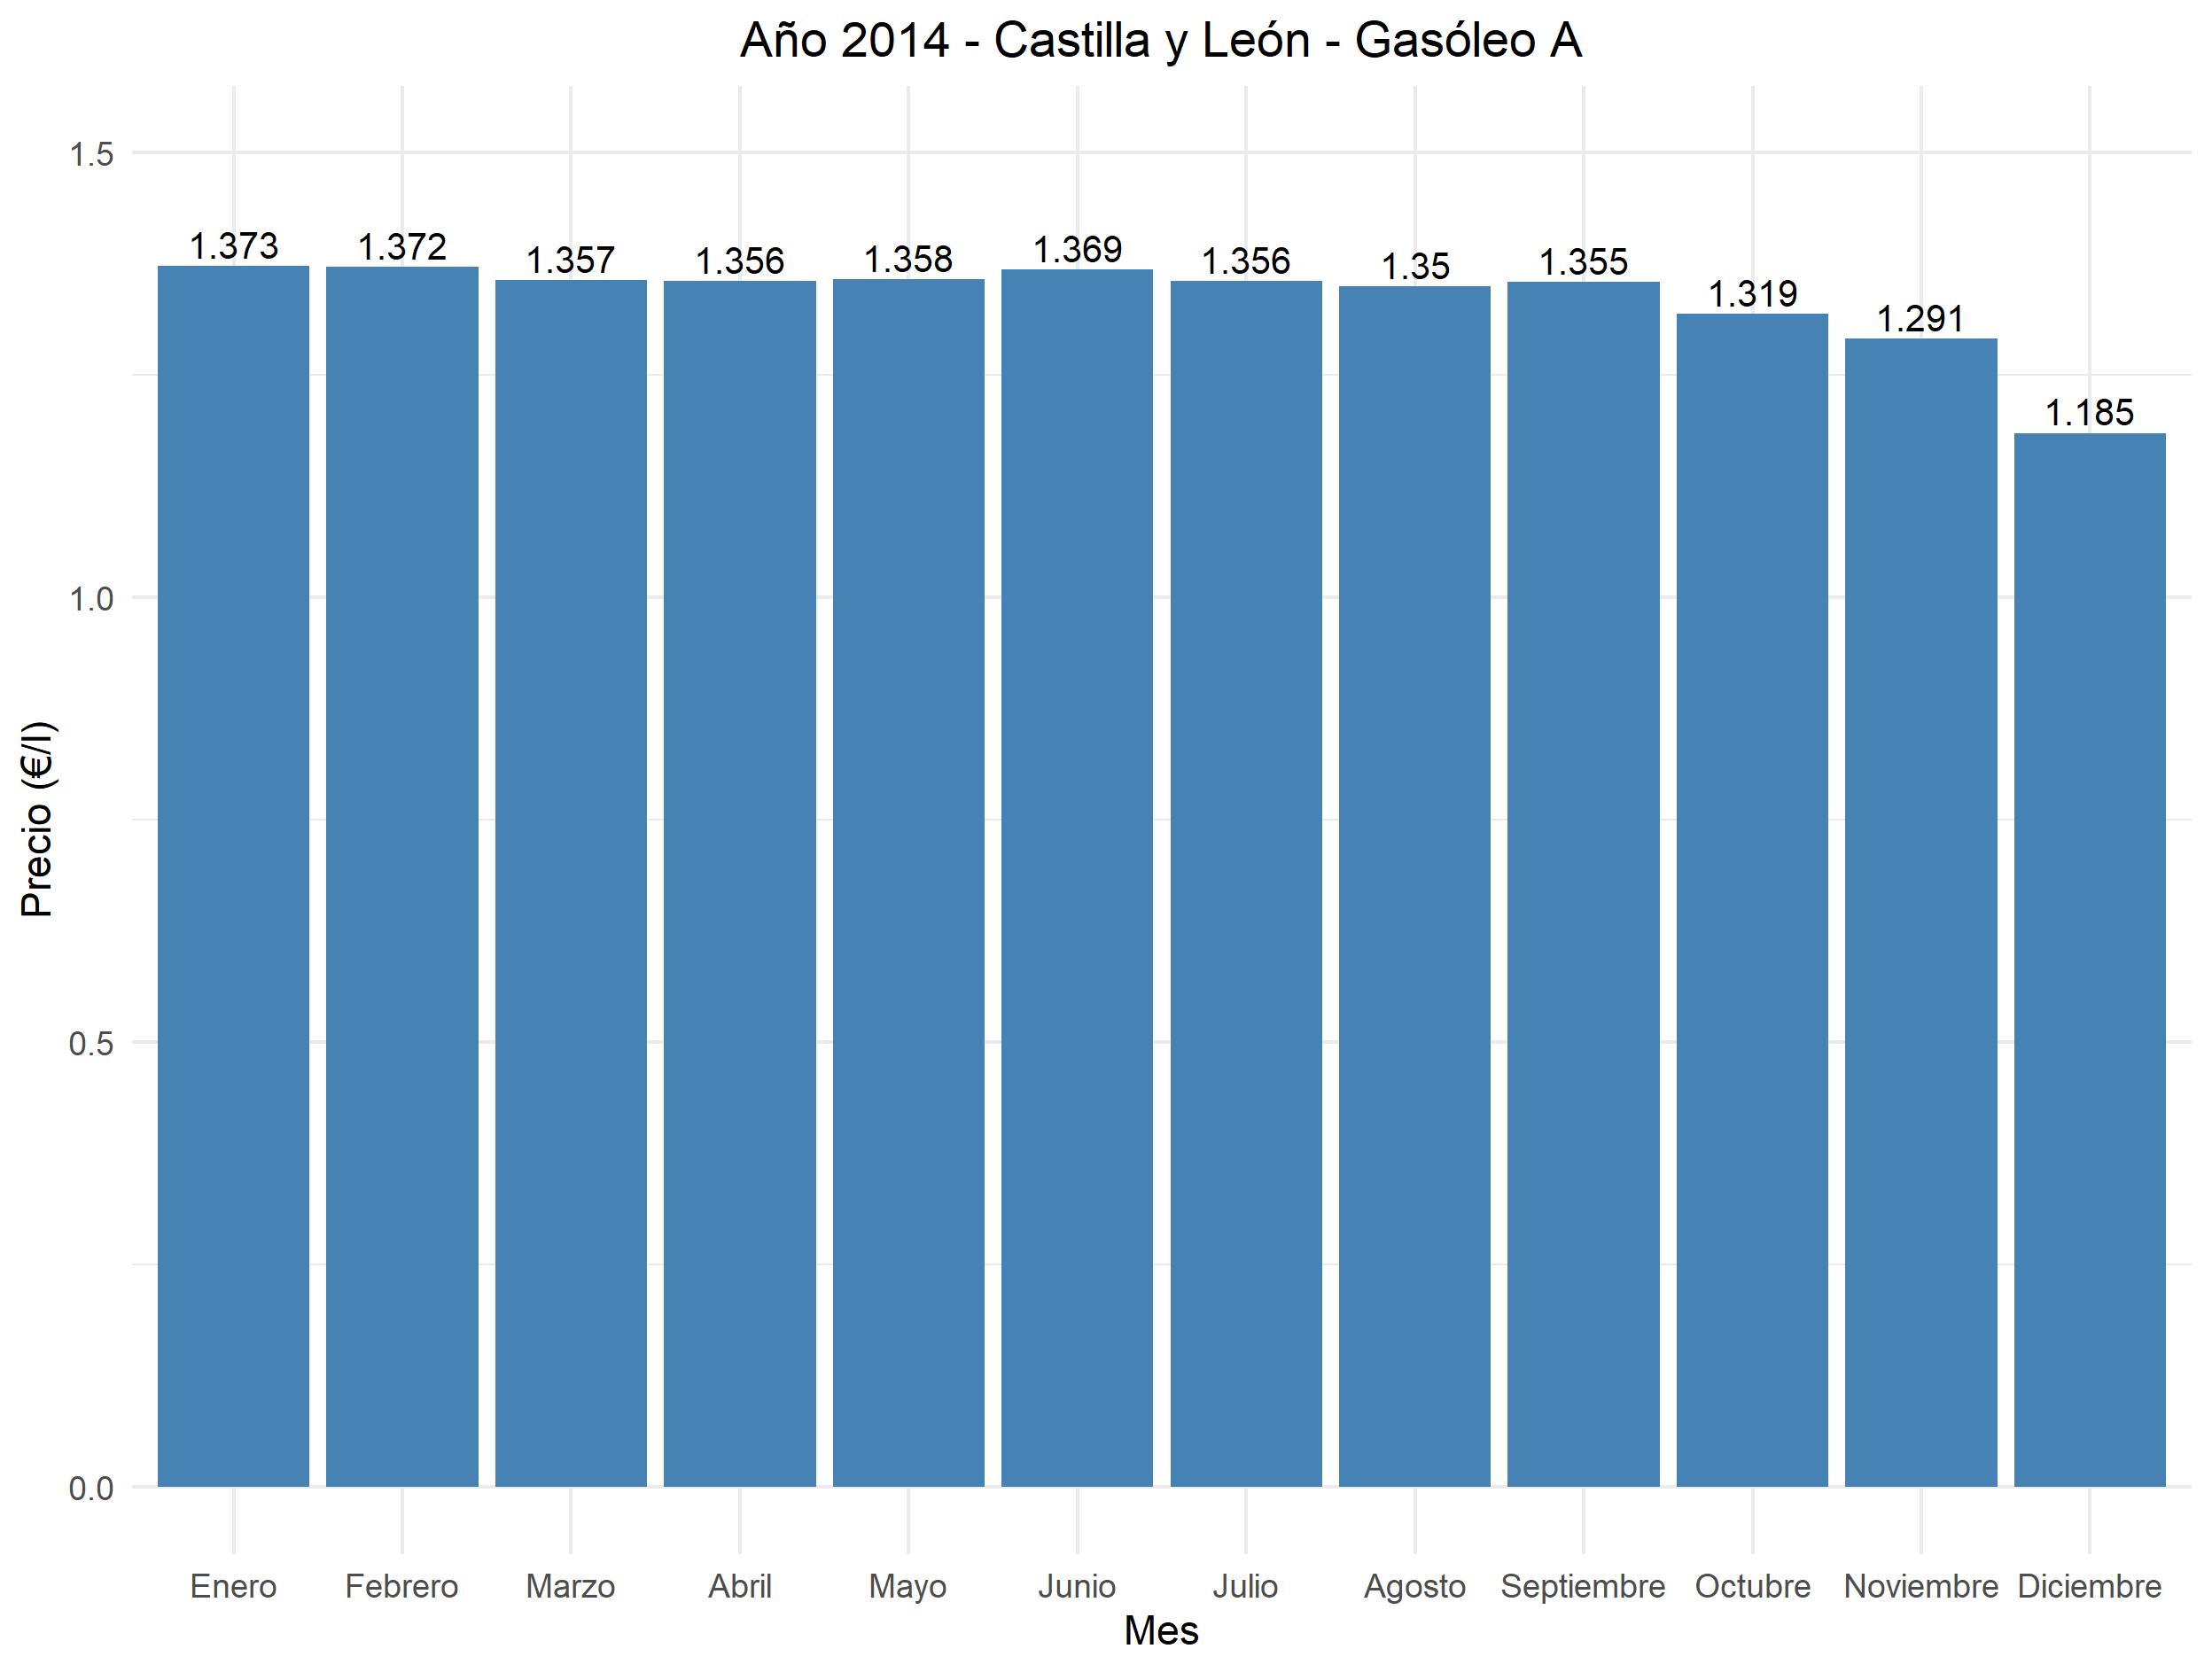 Año 2014 - Castilla y León - Gasóleo A
Precio (€/l)
1.5
1.0
0.5
0.0
1.373
1.372
1.357
1.356
1.358
1.369
1.356
1.35
1.355
1.319
1.291
1.185
Enero
Febrero
Marzo
Abril
Mayo
Junio
Julio
Agosto
Septiembre
Octubre
Noviembre
Diciembre
Mes